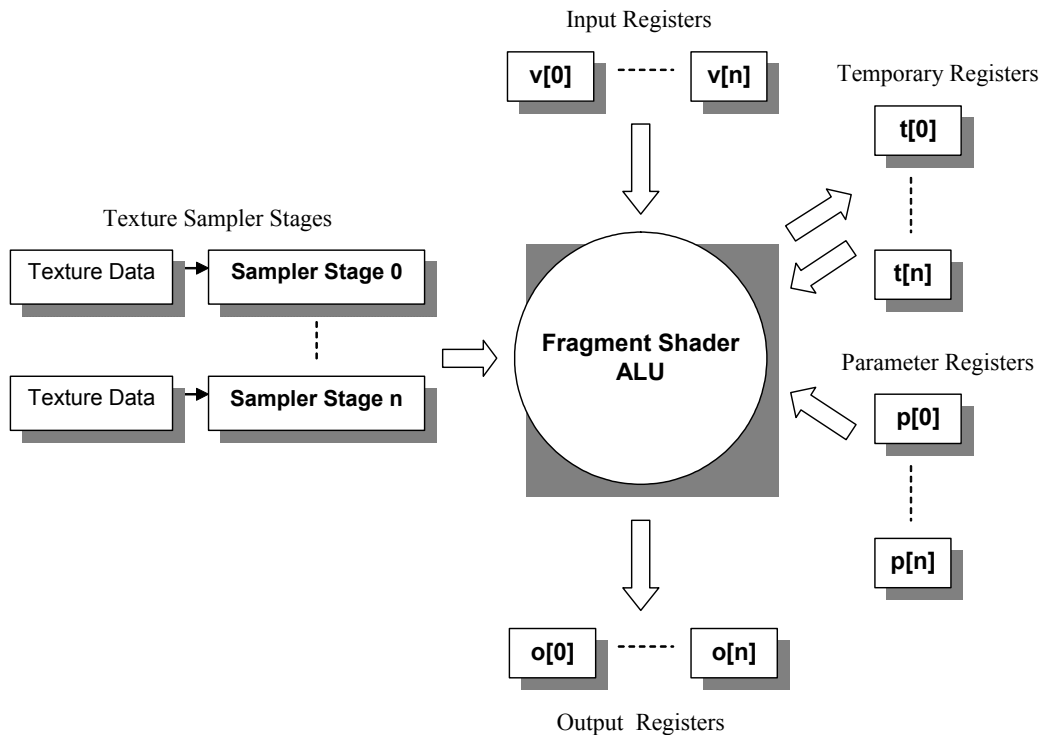 Input Registers
v[0]
v[n]
Temporary Registers
t[0]
t[n]
Texture Sampler Stages
Texture Data
Sampler Stage 0
Texture Data
Sampler Stage n
Fragment Shader
ALU
Parameter Registers
p[0]
p[n]
o[0]
o[n]
Output Registers